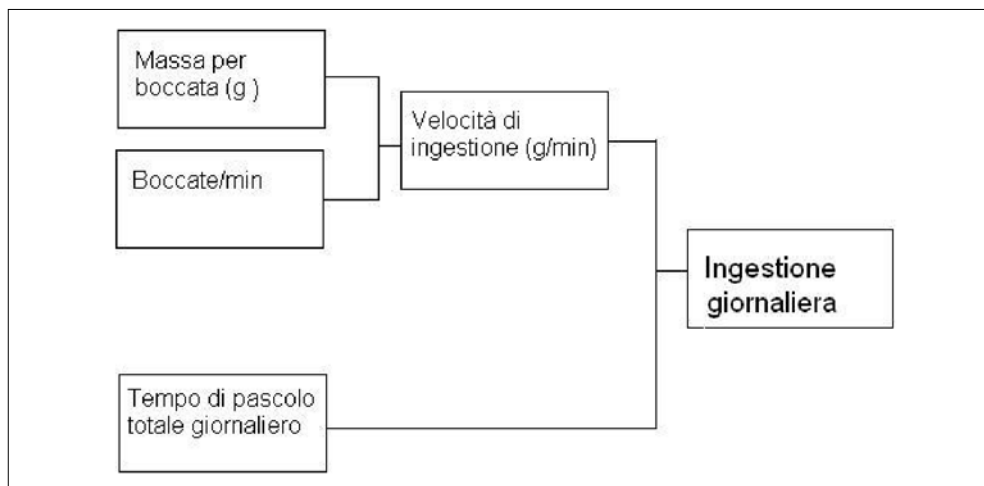 Massa per
boccata (g )
Boccate/min
Velocità di
ingestione (g/min)
Ingestione
giornaliera
Tempo di pascolo
totale giornaliero